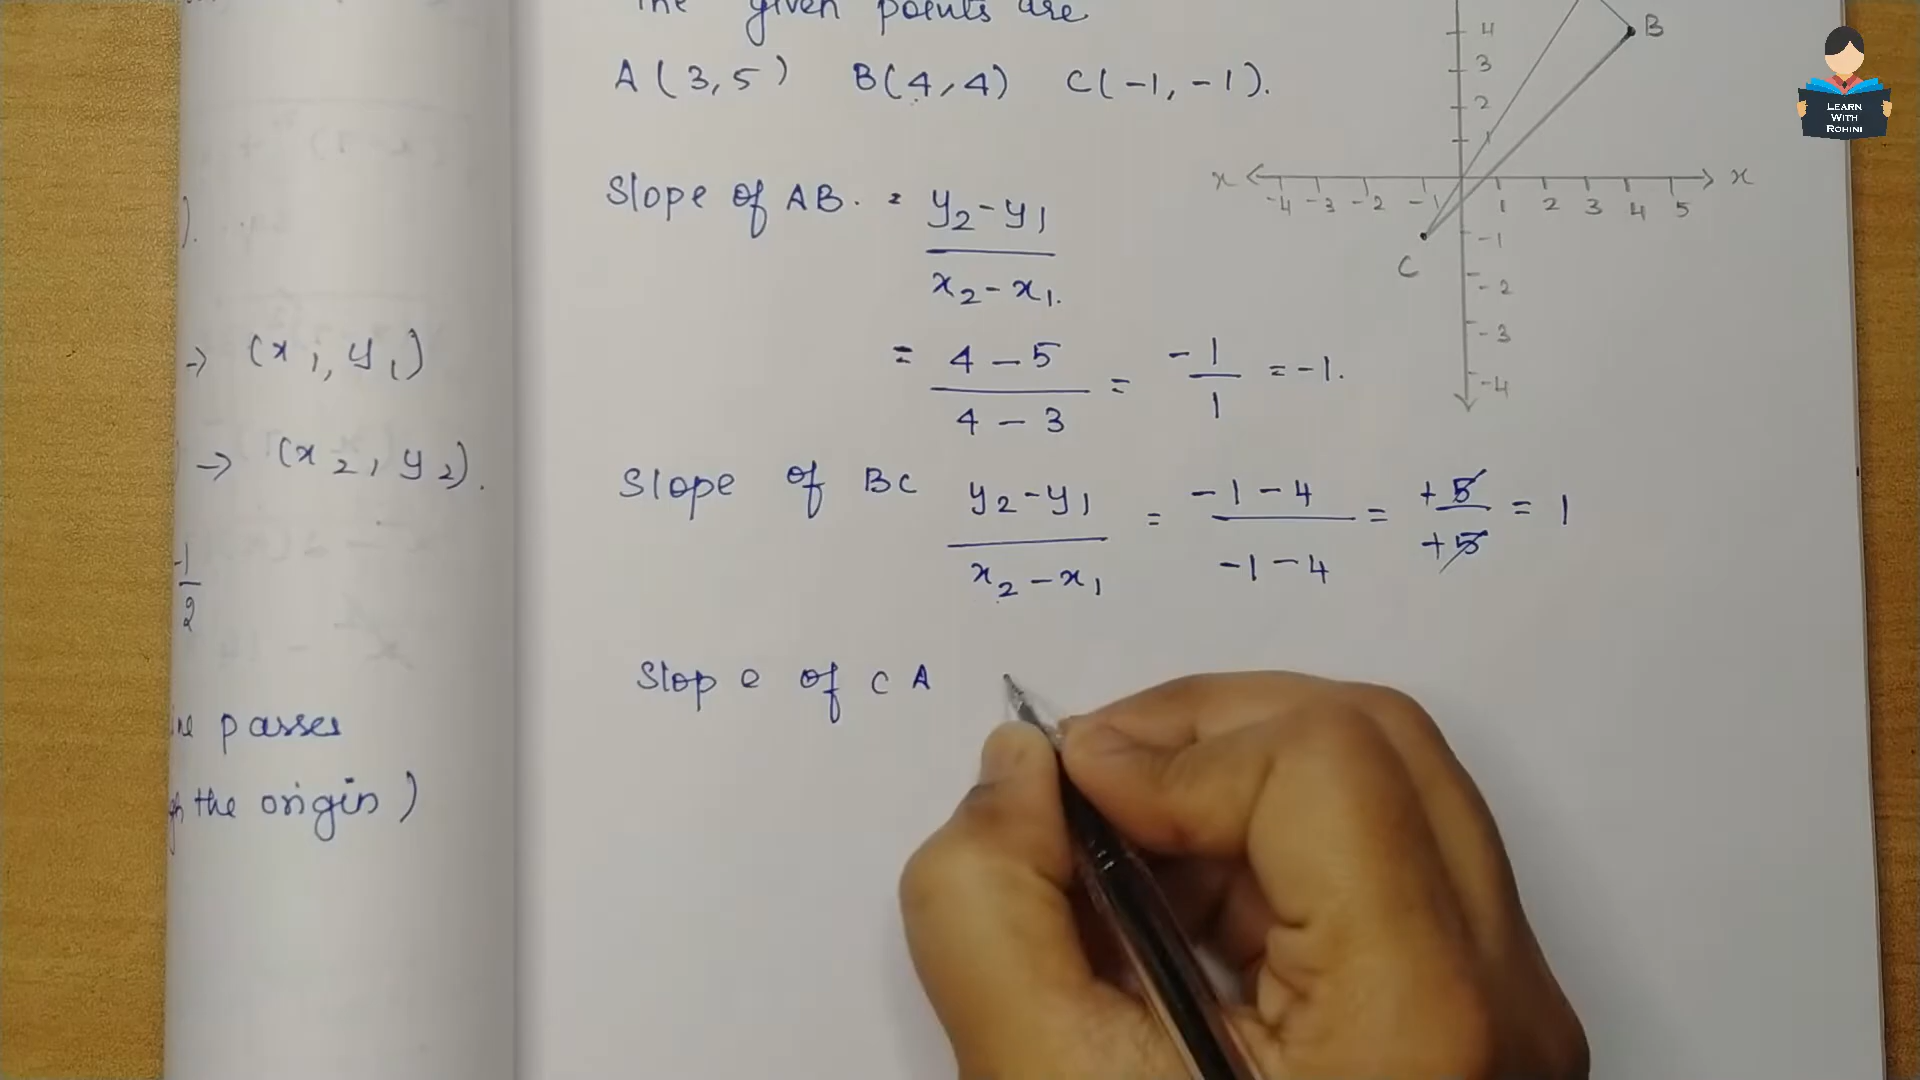 The given points are
A (3,5) B(4,4) C(-1,-1).
Slope of AB. = y2-y1
x2-x1.
= 4-5 / 4-3 = -1/1 = -1.
Slope of BC y2-y1 / x2-x1 = -1-4 / -1-4 = +5/+5 = 1
Slope of CA
).
→ (x1, y1)
→ (x2, y2).
-1/2
passes
the origin)
4 B
3
2
1
x -4 -3 -2 -1 1 2 3 4 5 x
-1
C
-2
-3
-4
LEARN
WITH
ROHINI